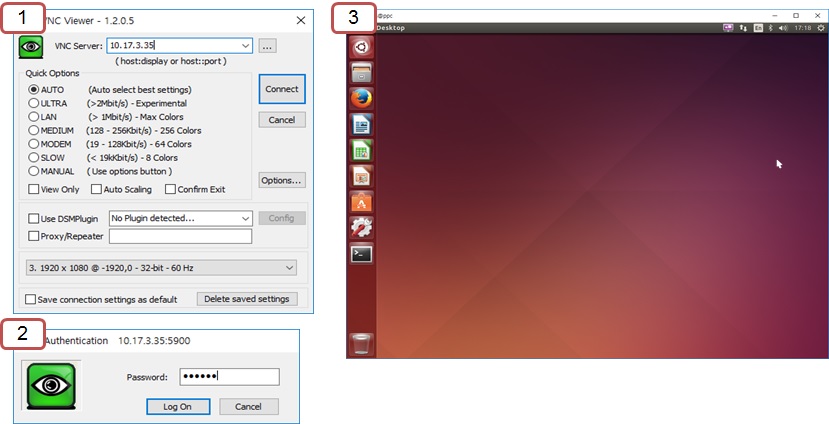 1
VNC Viewer - 1.2.0.5
VNC Server: 10.17.3.35 ...
( host:display or host::port )
Quick Options
AUTO (Auto select best settings)
ULTRA (>2Mbit/s) - Experimental
LAN (> 1Mbit/s) - Max Colors
MEDIUM (128 - 256Kbit/s) - 256 Colors
MODEM (19 - 128Kbit/s) - 64 Colors
SLOW (< 19kKbit/s) - 8 Colors
MANUAL ( Use options button )
Connect
Cancel
Options...
View Only Auto Scaling Confirm Exit
Use DSMPlugin No Plugin detected... Config
Proxy/Repeater
3. 1920 x 1080 @ -1920,0 - 32-bit - 60 Hz
Save connection settings as default Delete saved settings
2
Authentication 10.17.3.35:5900
Password: ••••••
Log On Cancel
3
@ppc
Desktop En 17:18